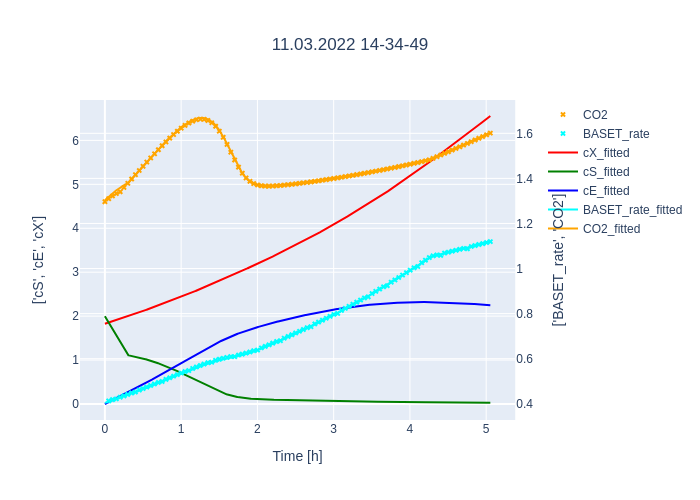 11.03.2022 14-34-49
CO2
BASET_rate
cX_fitted
cS_fitted
cE_fitted
BASET_rate_fitted
CO2_fitted
['cS', 'cE', 'cX']
6
5
4
3
2
1
0
1.6
1.4
1.2
1
0.8
0.6
0.4
['BASET_rate', 'CO2']
0
1
2
3
4
5
Time [h]